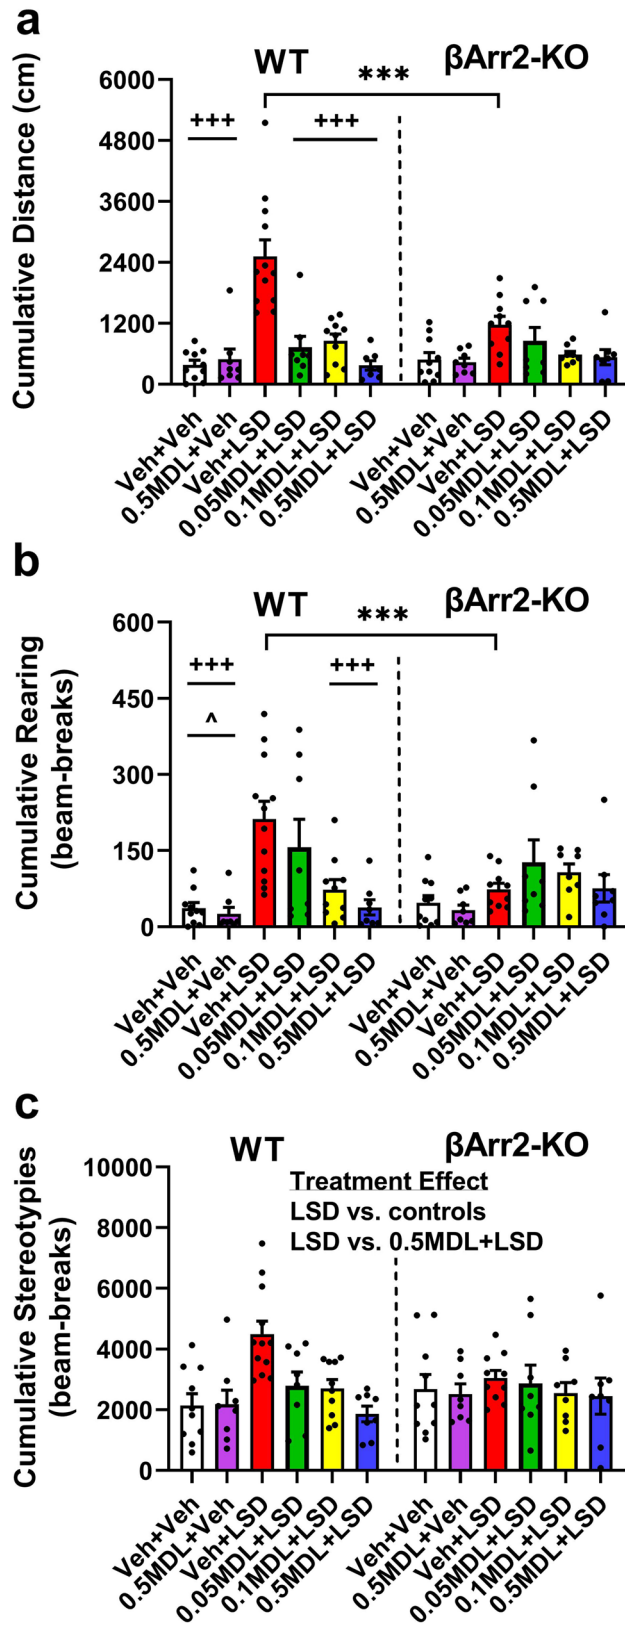 a
WT
βArr2-KO
***
+++
+++
Cumulative Distance (cm)
6000
4800
3600
2400
1200
0
Veh+Veh
0.5MDL+Veh
Veh+LSD
0.05MDL+LSD
0.1MDL+LSD
0.5MDL+LSD
Veh+Veh
0.5MDL+Veh
Veh+LSD
0.05MDL+LSD
0.1MDL+LSD
0.5MDL+LSD
b
WT
βArr2-KO
***
+++
+++
^
Cumulative Rearing
(beam-breaks)
600
450
300
150
0
Veh+Veh
0.5MDL+Veh
Veh+LSD
0.05MDL+LSD
0.1MDL+LSD
0.5MDL+LSD
Veh+Veh
0.5MDL+Veh
Veh+LSD
0.05MDL+LSD
0.1MDL+LSD
0.5MDL+LSD
c
WT
βArr2-KO
Treatment Effect
LSD vs. controls
LSD vs. 0.5MDL+LSD
Cumulative Stereotypies
(beam-breaks)
10000
8000
6000
4000
2000
0
Veh+Veh
0.5MDL+Veh
Veh+LSD
0.05MDL+LSD
0.1MDL+LSD
0.5MDL+LSD
Veh+Veh
0.5MDL+Veh
Veh+LSD
0.05MDL+LSD
0.1MDL+LSD
0.5MDL+LSD